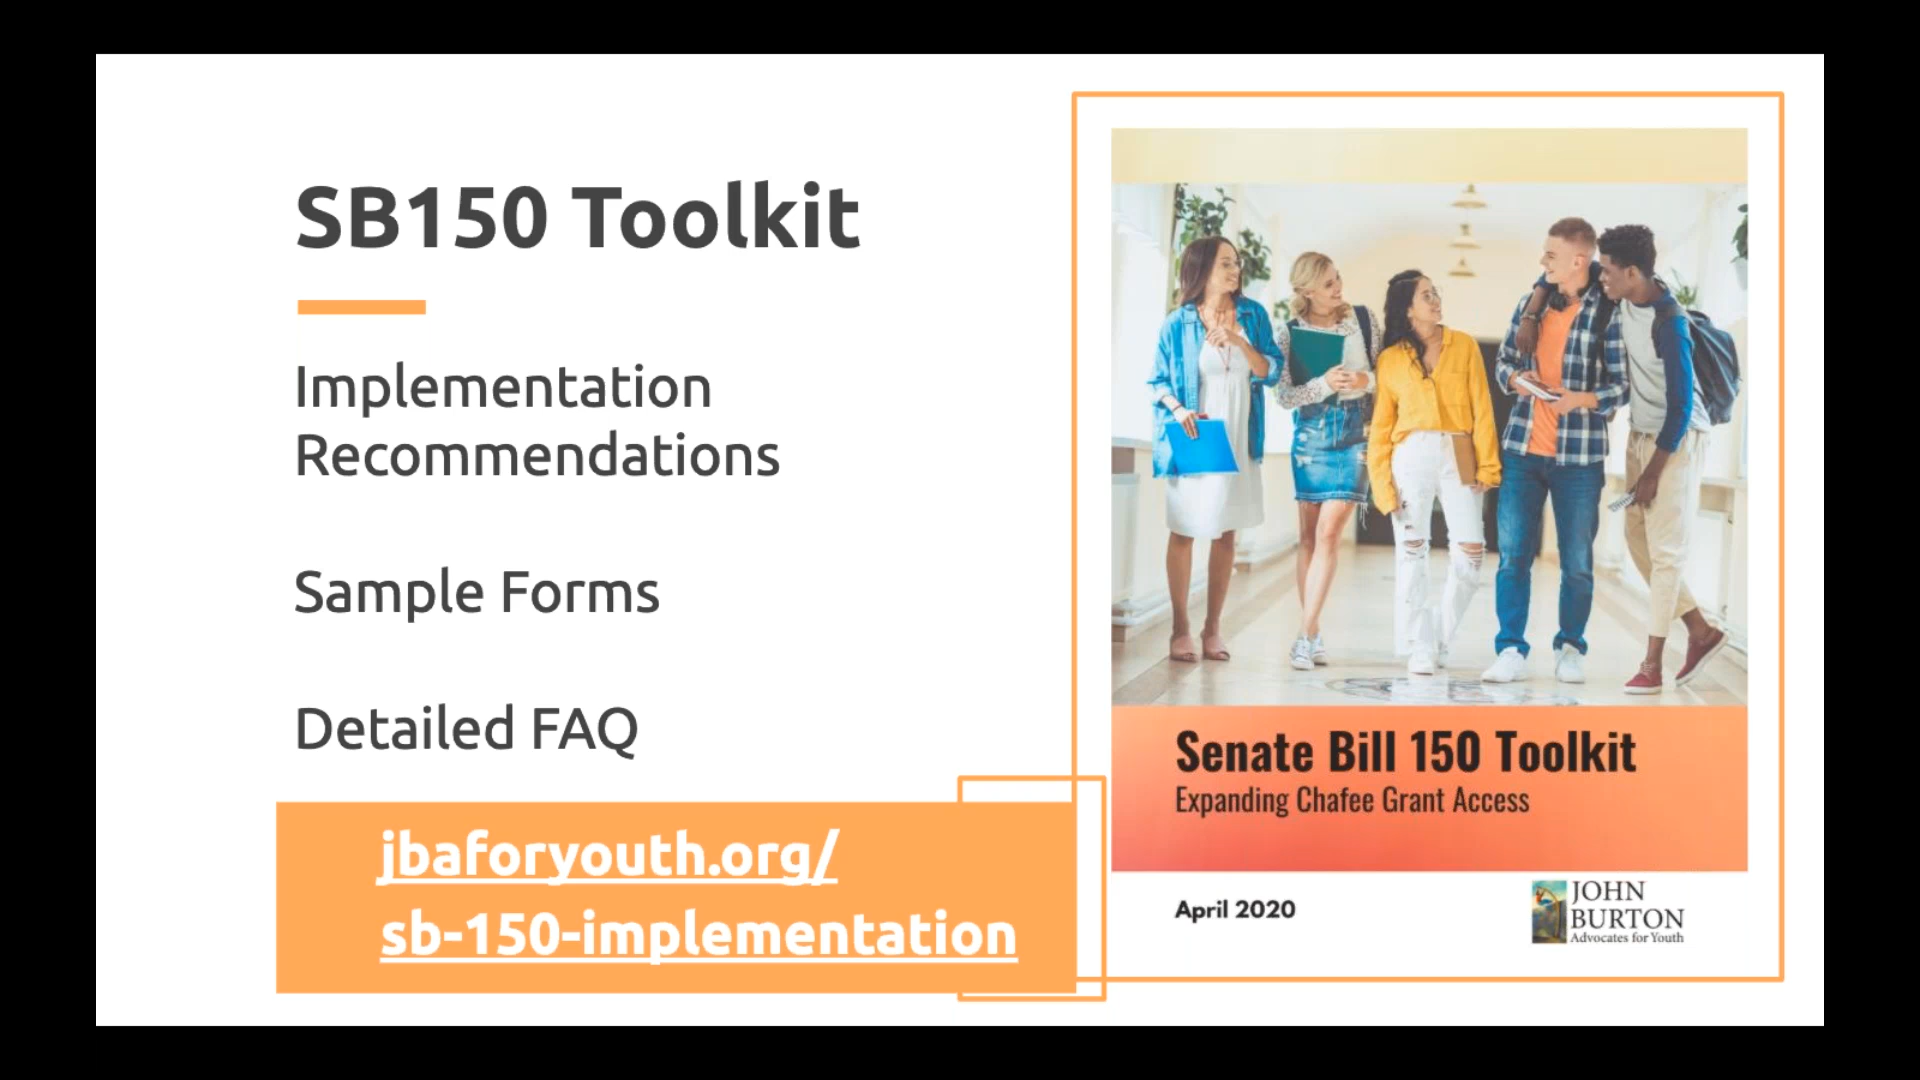 SB150 Toolkit
Implementation
Recommendations
Sample Forms
Detailed FAQ
jbaforyouth.org/
sb-150-implementation
Senate Bill 150 Toolkit
Expanding Chafee Grant Access
April 2020
JOHN
BURTON
Advocates for Youth